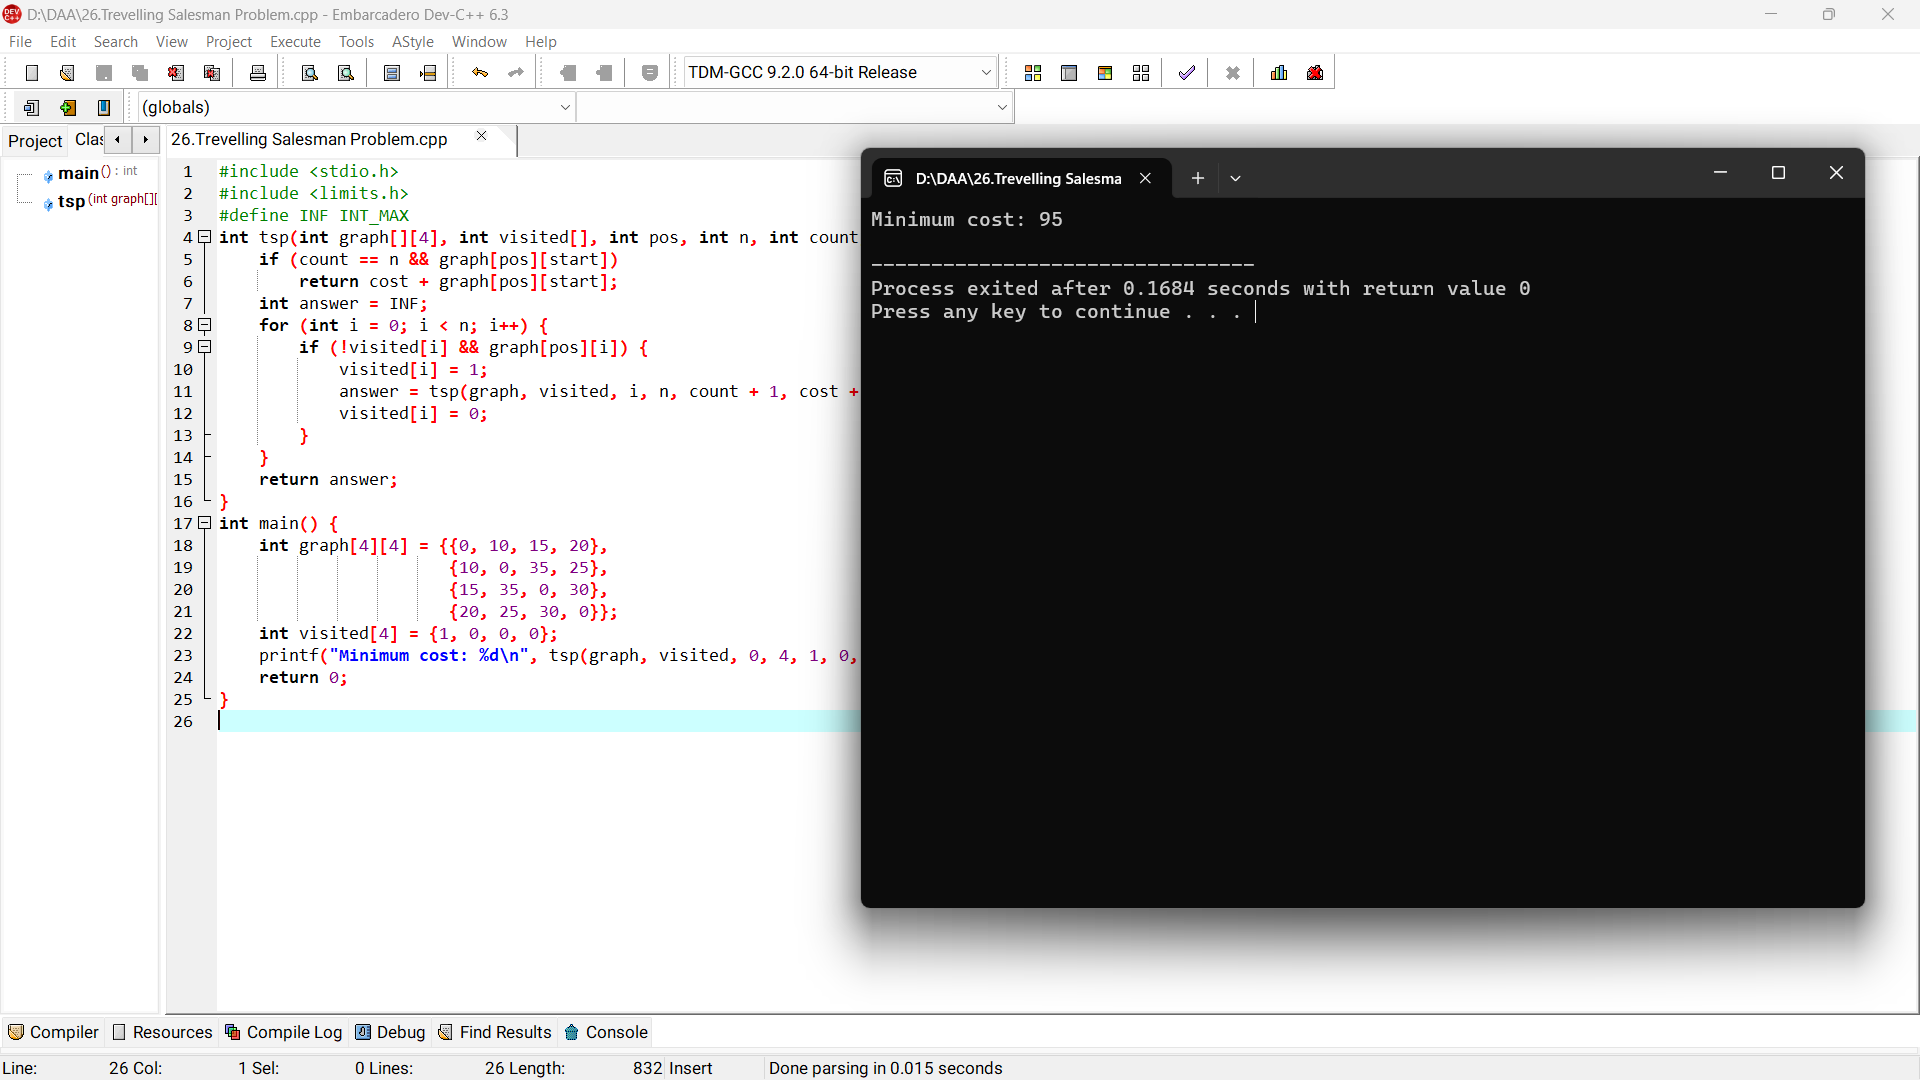 D:\DAA\26.Trevelling Salesman Problem.cpp - Embarcadero Dev-C++ 6.3
File Edit Search View Project Execute Tools AStyle Window Help
TDM-GCC 9.2.0 64-bit Release
(globals)
Project Clas
26.Trevelling Salesman Problem.cpp
main() : int
tsp (int graph[][
1 #include <stdio.h>
2 #include <limits.h>
3 #define INF INT_MAX
4 int tsp(int graph[][4], int visited[], int pos, int n, int count
5 if (count == n && graph[pos][start])
6 return cost + graph[pos][start];
7 int answer = INF;
8 for (int i = 0; i < n; i++) {
9 if (!visited[i] && graph[pos][i]) {
10 visited[i] = 1;
11 answer = tsp(graph, visited, i, n, count + 1, cost +
12 visited[i] = 0;
13 }
14 }
15 return answer;
16 }
17 int main() {
18 int graph[4][4] = {{0, 10, 15, 20},
19 {10, 0, 35, 25},
20 {15, 35, 0, 30},
21 {20, 25, 30, 0}};
22 int visited[4] = {1, 0, 0, 0};
23 printf("Minimum cost: %d\n", tsp(graph, visited, 0, 4, 1, 0,
24 return 0;
25 }
26
D:\DAA\26.Trevelling Salesma
Minimum cost: 95
--------------------------------
Process exited after 0.1684 seconds with return value 0
Press any key to continue . . .
Compiler Resources Compile Log Debug Find Results Console
Line: 26 Col: 1 Sel: 0 Lines: 26 Length: 832 Insert Done parsing in 0.015 seconds